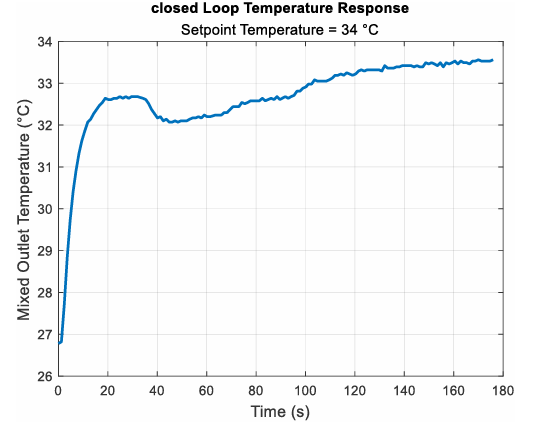 closed Loop Temperature Response
Setpoint Temperature = 34 °C
34
33
32
31
30
29
28
27
26
Mixed Outlet Temperature (°C)
0 20 40 60 80 100 120 140 160 180
Time (s)